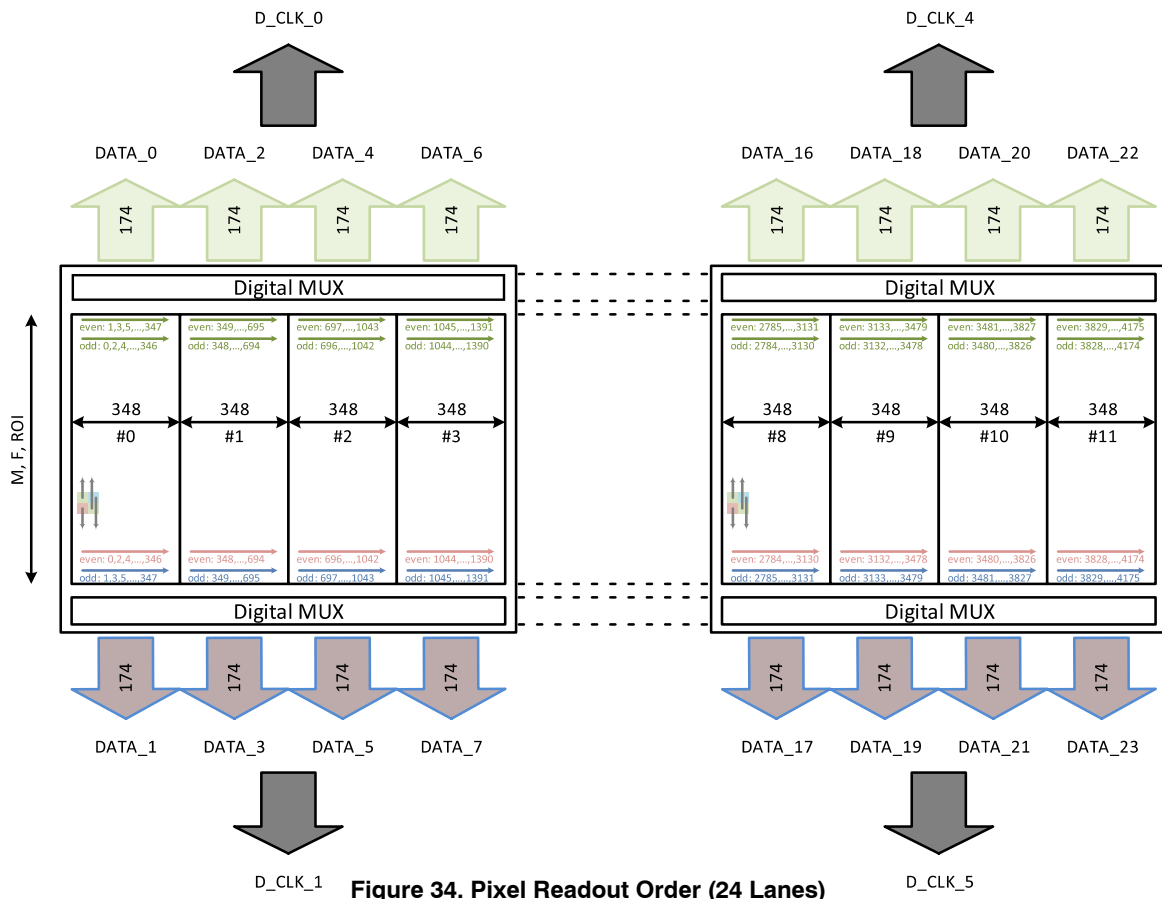 D_CLK_0 D_CLK_4
DATA_0 DATA_2 DATA_4 DATA_6 DATA_16 DATA_18 DATA_20 DATA_22
174 174 174 174 174 174 174 174
Digital MUX Digital MUX
even: 1,3,5,...,347 even: 349,...,695 even: 697,...,1043 even: 1045,...,1391 even: 2785,...,3131 even: 3133,...,3479 even: 3481,...,3827 even: 3829,...,4175
odd: 0,2,4,...,346 odd: 348,...,694 odd: 696,...,1042 odd: 1044,...,1390 odd: 2784,...,3130 odd: 3132,...,3478 odd: 3480,...,3826 odd: 3828,...,4174
M, F, ROI
348 348 348 348 348 348 348 348
#0 #1 #2 #3 #8 #9 #10 #11
even: 0,2,4,...,346 even: 348,...,694 even: 696,...,1042 even: 1044,...,1390 even: 2784,...,3130 even: 3132,...,3478 even: 3480,...,3826 even: 3828,...,4174
odd: 1,3,5,...,347 odd: 349,...,695 odd: 697,...,1043 odd: 1045,...,1391 odd: 2785,...,3131 odd: 3133,...,3479 odd: 3481,...,3827 odd: 3829,...,4175
Digital MUX Digital MUX
174 174 174 174 174 174 174 174
DATA_1 DATA_3 DATA_5 DATA_7 DATA_17 DATA_19 DATA_21 DATA_23
D_CLK_1 D_CLK_5
Figure 34. Pixel Readout Order (24 Lanes)